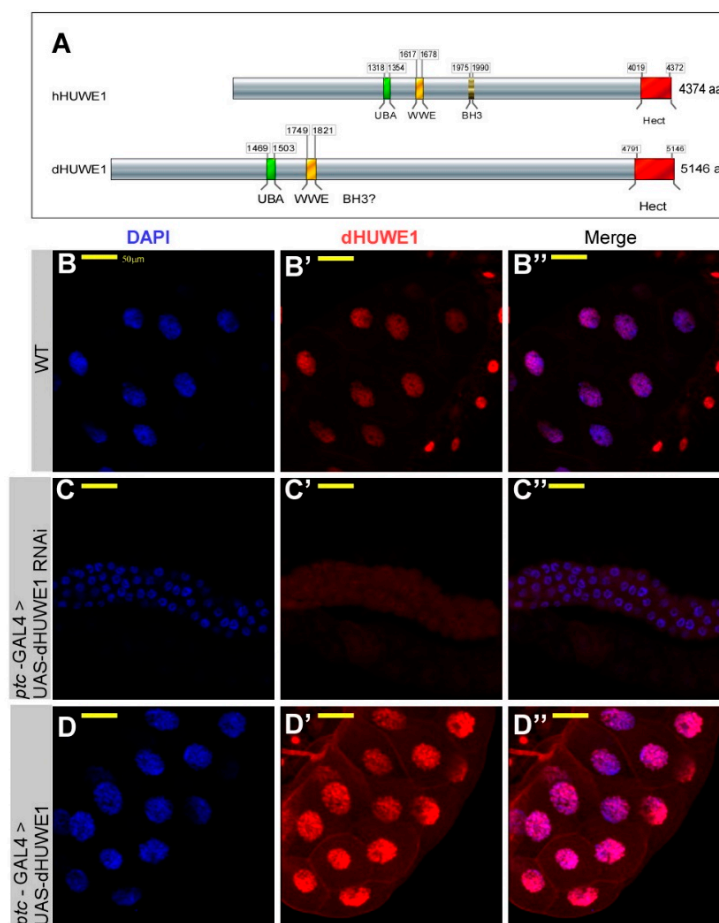 A
1617 1678
1318 1354
1975 1990
4019 4372
hHUWE1
4374 aa
UBA
WWE
BH3
Hect
1749 1821
1469 1503
4791 5146
dHUWE1
5146 a
UBA
WWE
BH3?
Hect
DAPI
dHUWE1
Merge
WT
B
50µm
B'
B''
ptc -GAL4 >
UAS-dHUWE1 RNAi
C
C'
C''
ptc - GAL4 >
UAS-dHUWE1
D
D'
D''